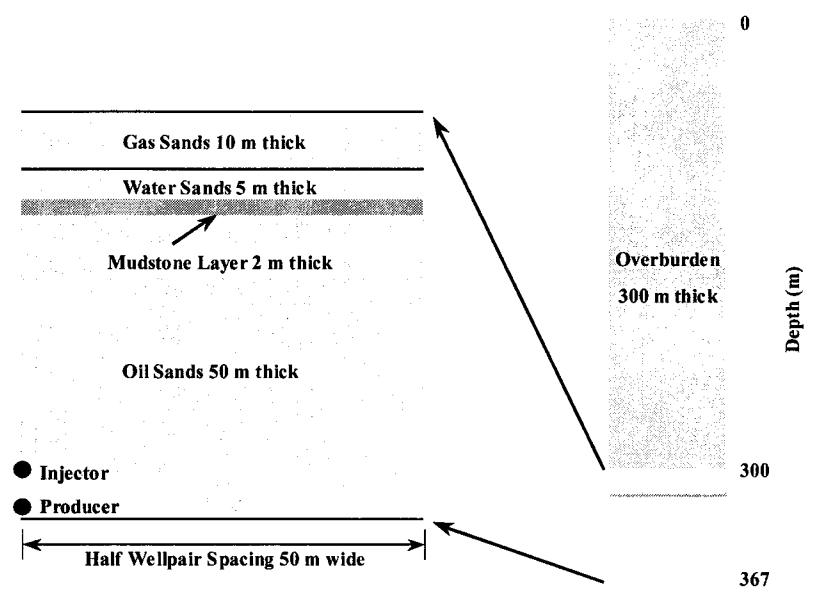 0
Gas Sands 10 m thick
Water Sands 5 m thick
Mudstone Layer 2 m thick
Overburden
300 m thick
Depth (m)
Oil Sands 50 m thick
Injector
300
Producer
Half Wellpair Spacing 50 m wide
367